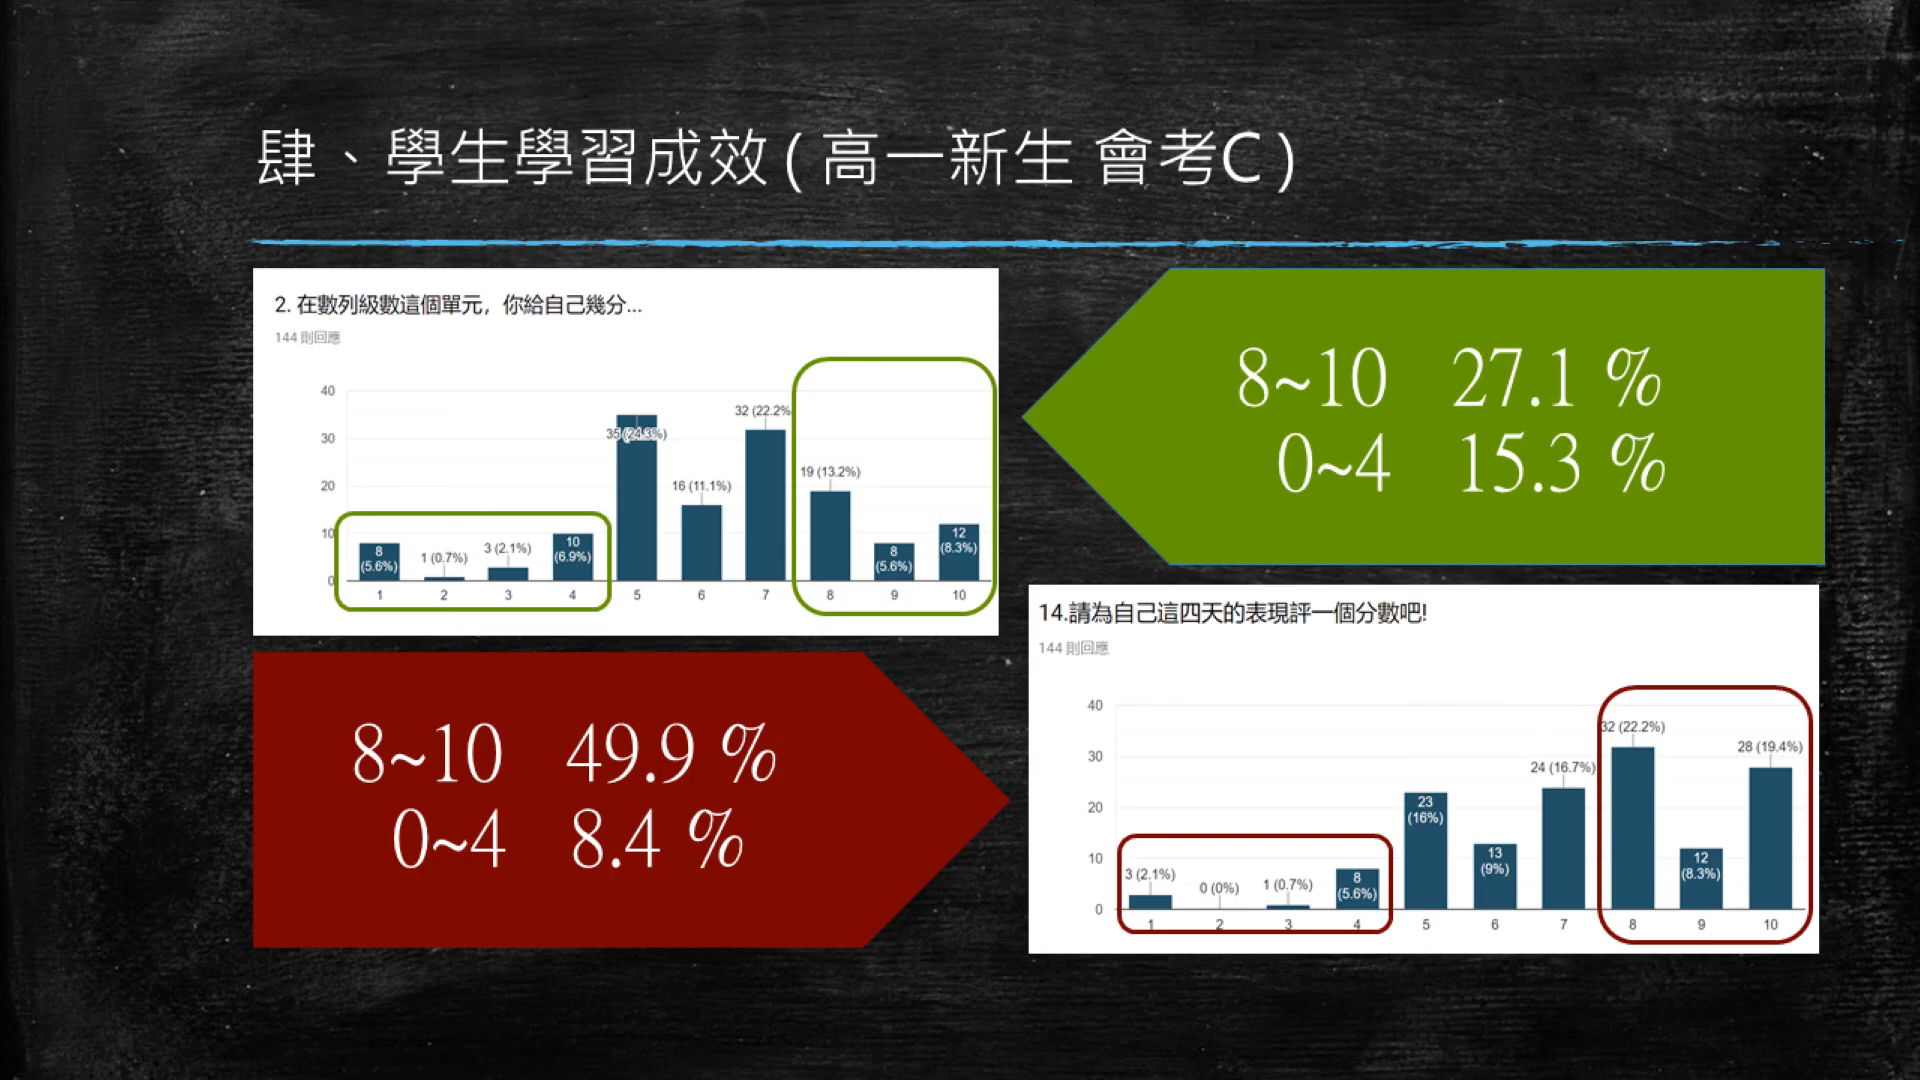 肆、學生學習成效(高一新生 會考C)
2. 在數列級數這個單元，你給自己幾分...
144 則回應
40
30
20
10
0
8 (5.6%)
1 (0.7%)
3 (2.1%)
10 (6.9%)
35 (24.3%)
16 (11.1%)
32 (22.2%
19 (13.2%)
8 (5.6%)
12 (8.3%)
1 2 3 4 5 6 7 8 9 10
8~10 27.1 %
0~4 15.3 %
8~10 49.9 %
0~4 8.4 %
14.請為自己這四天的表現評一個分數吧!
144 則回應
40
30
20
10
0
3 (2.1%)
0 (0%)
1 (0.7%)
8 (5.6%)
23 (16%)
13 (9%)
24 (16.7%)
32 (22.2%)
12 (8.3%)
28 (19.4%)
1 2 3 4 5 6 7 8 9 10